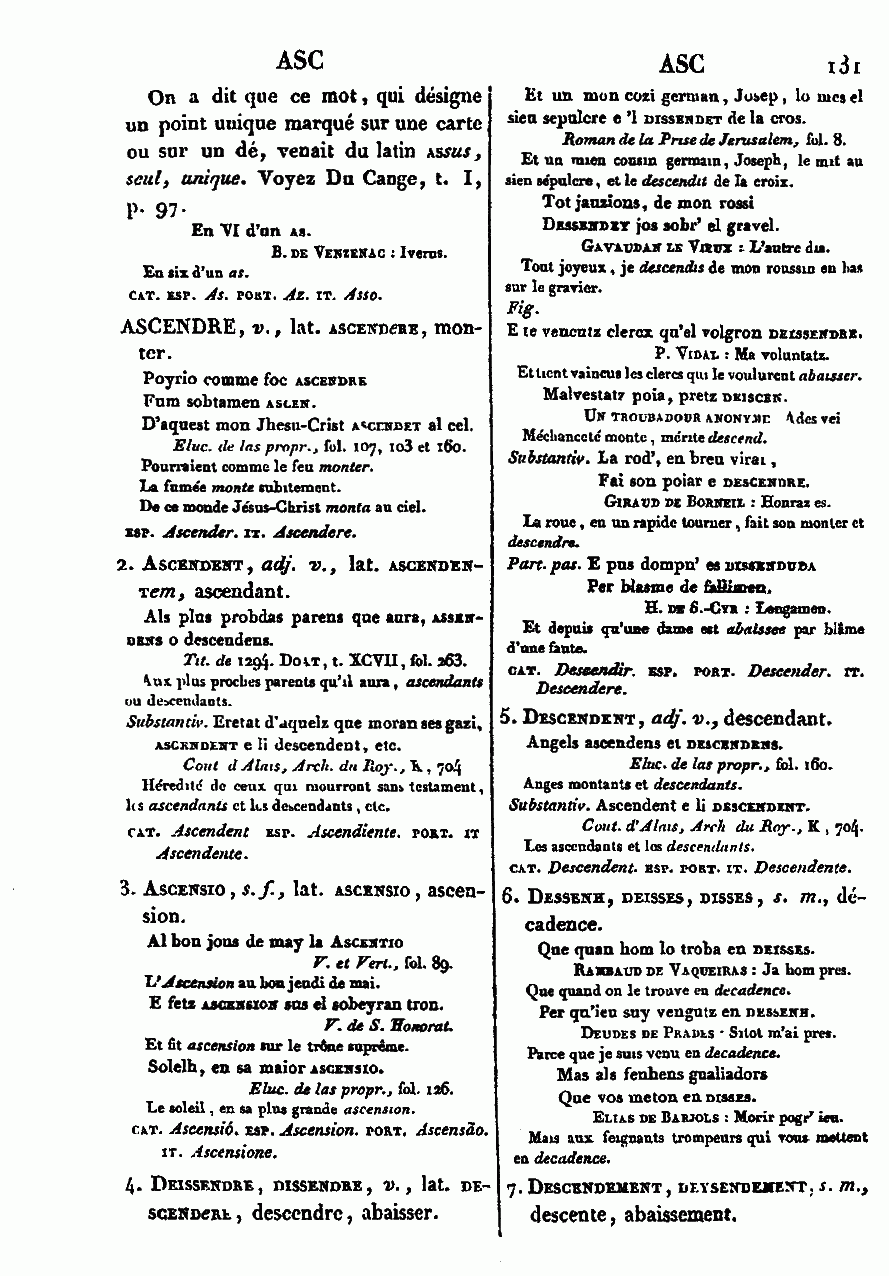 ASC
On a dit que ce mot, qui désigne
un point unique marqué sur une carte
ou sur un dé, venait du latin ASSUS,
seul, unique. Voyez Du Cange, t. I,
p. 97.
En VI d'un AS.
B. DE VENZENAC : Iverns.
En six d'un as.
CAT. ESP. As. PORT. Az. IT. Asso.
ASCENDRE, v., lat. ASCENDERE, mon-
ter.
Poyrio comme foc ASCENDRE
Fum sobtamen ASCEN.
D'aquest mon Jhesu-Crist ASCENDET al cel.
Eluc. de las propr., fol. 107, 103 et 160.
Pourraient comme le feu monter.
La fumée monte subitement.
De ce monde Jésus-Christ monta au ciel.
ESP. Ascender. IT. Ascendere.
2. ASCENDENT, adj. v., lat. ASCENDEN-
TEM, ascendant.
Als plus probdas parens que aura, ASSEN-
DENS o descendens.
Tit. de 1294. DOAT, t. XCVII, fol. 263.
Aux plus proches parents qu'il aura, ascendants
ou descendants.
Substantiv. Eretat d'aquelz que moran ses gazi,
ASCENDENT e li descendent, etc.
Cout d'Alais, Arch. du Roy., K, 704
Héredité de ceux qui mourront sans testament,
les ascendants et les descendants, etc.
CAT. Ascendent ESP. Ascendiente. PORT. IT
Ascendente.
3. ASCENSIO, s. f., lat. ASCENSIO, ascen-
sion.
Al bon jous de may la ASCENTIO
V. et Vert., fol. 89.
L'Ascension au bon jeudi de mai.
E fetz ASCENSION sus el sobeyran tron.
V. de S. Honorat.
Et fit ascension sur le trône suprême.
Solelh, en sa maior ASCENSIO.
Eluc. de las propr., fol. 126.
Le soleil, en sa plus grande ascension.
CAT. Ascensió. ESP. Ascension. PORT. Ascensão.
IT. Ascensione.
4. DEISSENDRE, DISSENDRE, v., lat. DE-
SCENDERE, descendre, abaisser.
ASC 131
Et un mon cozi german, Josep, lo mes el
sien sepulcre e 'l DISSENDET de la cros.
Roman de la Prise de Jerusalem, fol. 8.
Et un mien cousin germain, Joseph, le mit au
sien sépulcre, et le descendit de la croix.
Tot jauzions, de mon rossi
DESSENDEY jos sobr' el gravel.
GAVAUDAN LE VIEUX : L'autre dia.
Tout joyeux, je descendis de mon roussin en bas
sur le gravier.
Fig.
E te vencutz clercx qu'el volgron DEISSENDRE.
P. VIDAL : Ma voluntatz.
Et tient vaincus les clercs qui le voulurent abaisser.
Malvestatz poia, pretz DEISCEN.
UN TROUBADOUR ANONYME Ades vei
Méchanceté monte, mérite descend.
Substantiv. La rod', en breu virai,
Fai son poiar e DESCENDRE.
GIRAUD DE BORNEIL : Honraz es.
La roue, en un rapide tourner, fait son monter et
descendre.
Part. pas. E pus dompn' es DISSENDUDA
Per blasme de fallimen.
H. DE S.-CYR : Longamen.
Et depuis qu'une dame est abaissée par blâme
d'une faute.
CAT. Descendir. ESP. PORT. Descender. IT.
Descendere.
5. DESCENDENT, adj. v., descendant.
Angels ascendens et DESCENDENS.
Eluc. de las propr., fol. 160.
Anges montants et descendants.
Substantiv. Ascendent e li DESCENDENT.
Cout. d'Alais, Arch du Roy., K, 704.
Les ascendants et les descendants.
CAT. Descendent. ESP. PORT. IT. Descendente.
6. DESSENH, DEISSES, DISSES, s. m., dé-
cadence.
Que quan hom lo troba en DEISSES.
RAMBAUD DE VAQUEIRAS : Ja hom pres.
Que quand on le trouve en decadence.
Per qu'ieu suy vengutz en DESSENH.
DEUDES DE PRADES : Sitot m'ai pres.
Parce que je suis venu en decadence.
Mas als fenhens gualiadors
Que vos meton en DISSES.
ELIAS DE BARJOLS : Morir pogr' ieu.
Mais aux feignants trompeurs qui vous mettent
en decadence.
7. DESCENDEMENT, DEYSENDEMENT, s. m.,
descente, abaissement.